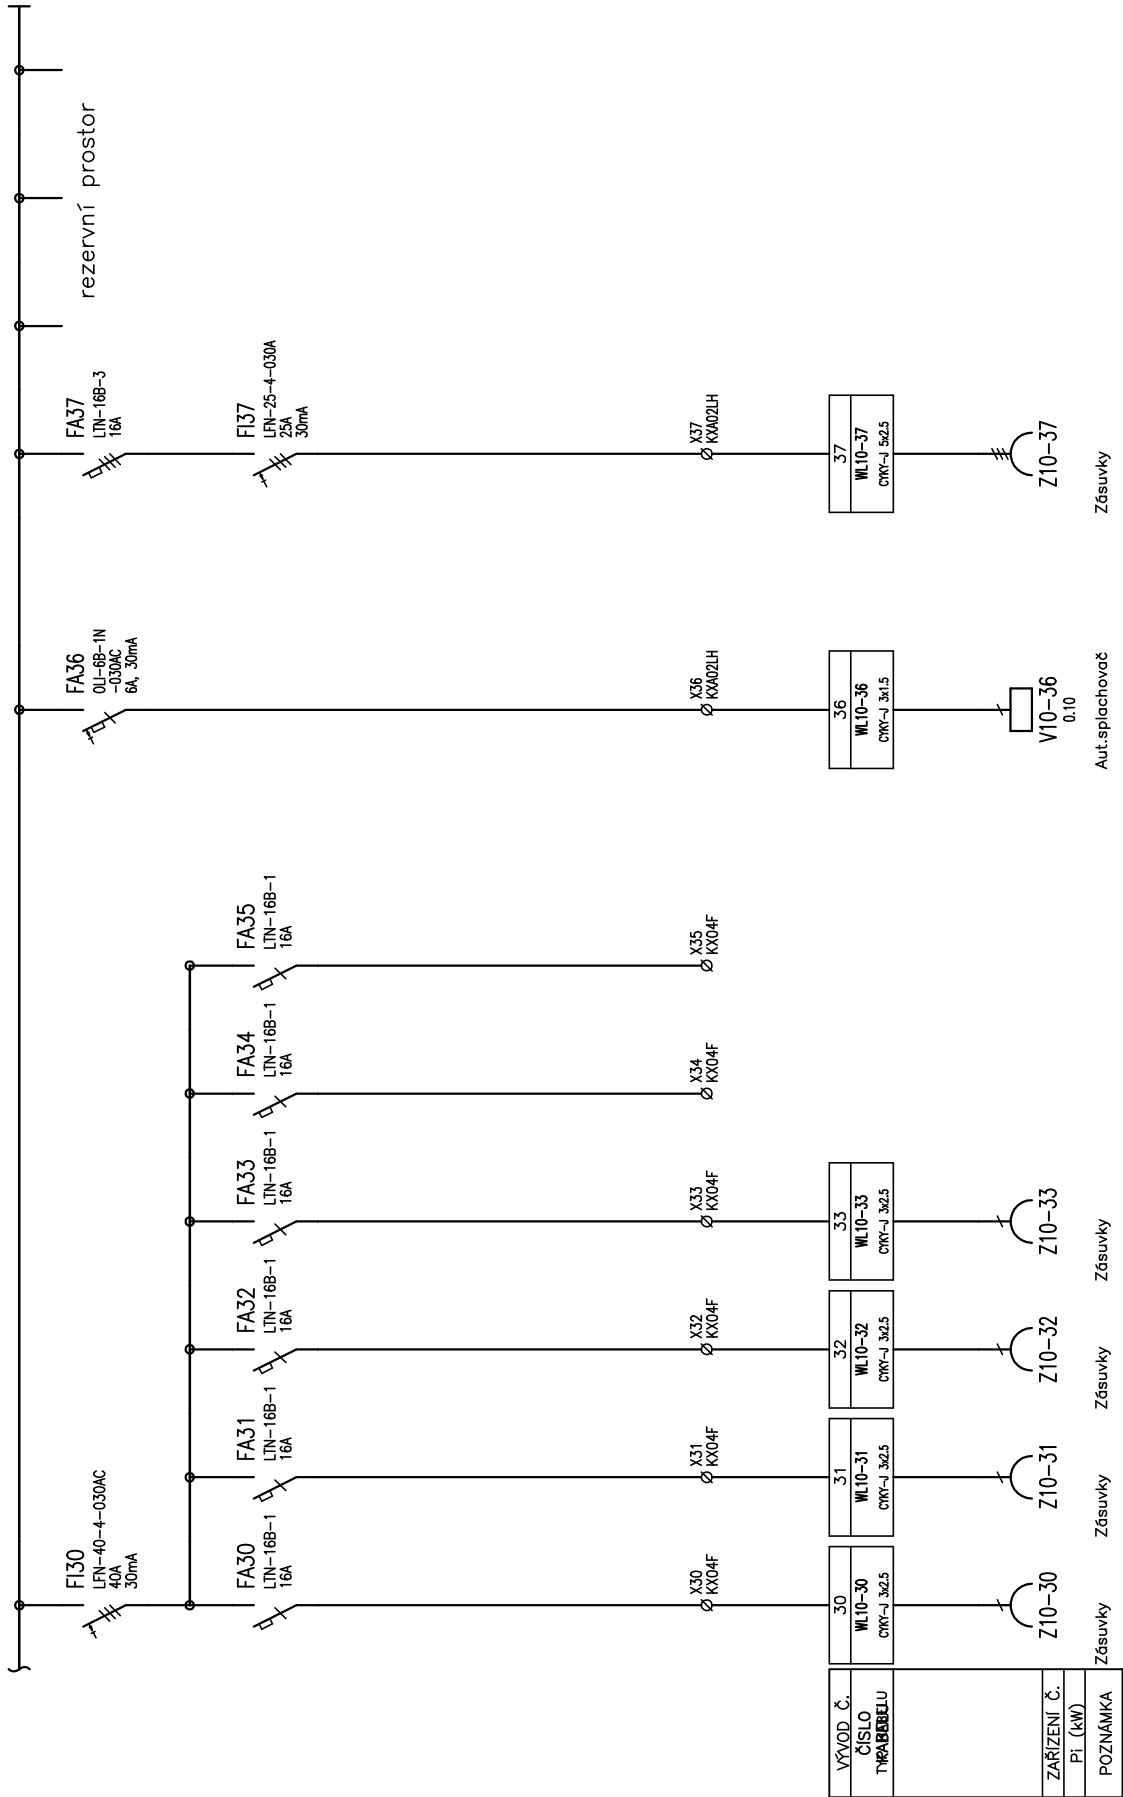 FI30
LFN-40-4-030AC
40A
30mA
FA36
OLI-6B-1N
-030AC
6A, 30mA
FA37
LTN-16B-3
16A
rezervní prostor
FA30
LTN-16B-1
16A
FA31
LTN-16B-1
16A
FA32
LTN-16B-1
16A
FA33
LTN-16B-1
16A
FA34
LTN-16B-1
16A
FA35
LTN-16B-1
16A
FI37
LFN-25-4-030A
25A
30mA
X30
KX04F
X31
KX04F
X32
KX04F
X33
KX04F
X34
KX04F
X35
KX04F
X36
KXA02LH
X37
KXA02LH
VÝVOD Č.
30
31
32
33
36
37
ČÍSLO
WL10-30
WL10-31
WL10-32
WL10-33
WL10-36
WL10-37
CYKY-J 3x2.5
CYKY-J 3x2.5
CYKY-J 3x2.5
CYKY-J 3x2.5
CYKY-J 3x1.5
CYKY-J 5x2.5
ZAŘÍZENÍ Č.
Z10-30
Z10-31
Z10-32
Z10-33
V10-36
Z10-37
Pi (kW)
0.10
POZNÁMKA
Zásuvky
Zásuvky
Zásuvky
Zásuvky
Aut.splachovač
Zásuvky